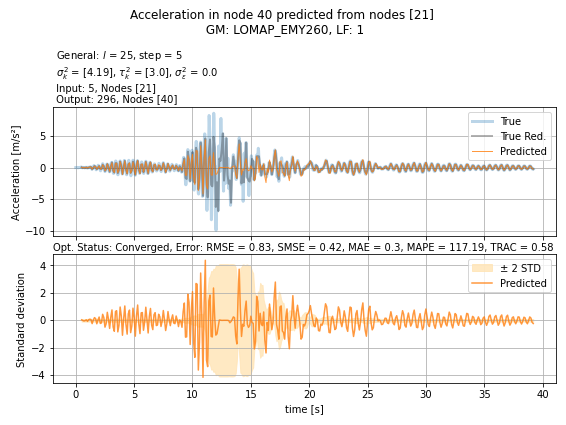 Acceleration in node 40 predicted from nodes [21]
GM: LOMAP_EMY260, LF: 1
General: l = 25, step = 5
σ²ₖ = [4.19], τ²ₖ = [3.0], σ²ε = 0.0
Input: 5, Nodes [21]
Output: 296, Nodes [40]
Acceleration [m/s²]
5
0
−5
−10
True
True Red.
Predicted
Opt. Status: Converged, Error: RMSE = 0.83, SMSE = 0.42, MAE = 0.3, MAPE = 117.19, TRAC = 0.58
Standard deviation
4
2
0
−2
−4
± 2 STD
Predicted
0 5 10 15 20 25 30 35 40
time [s]